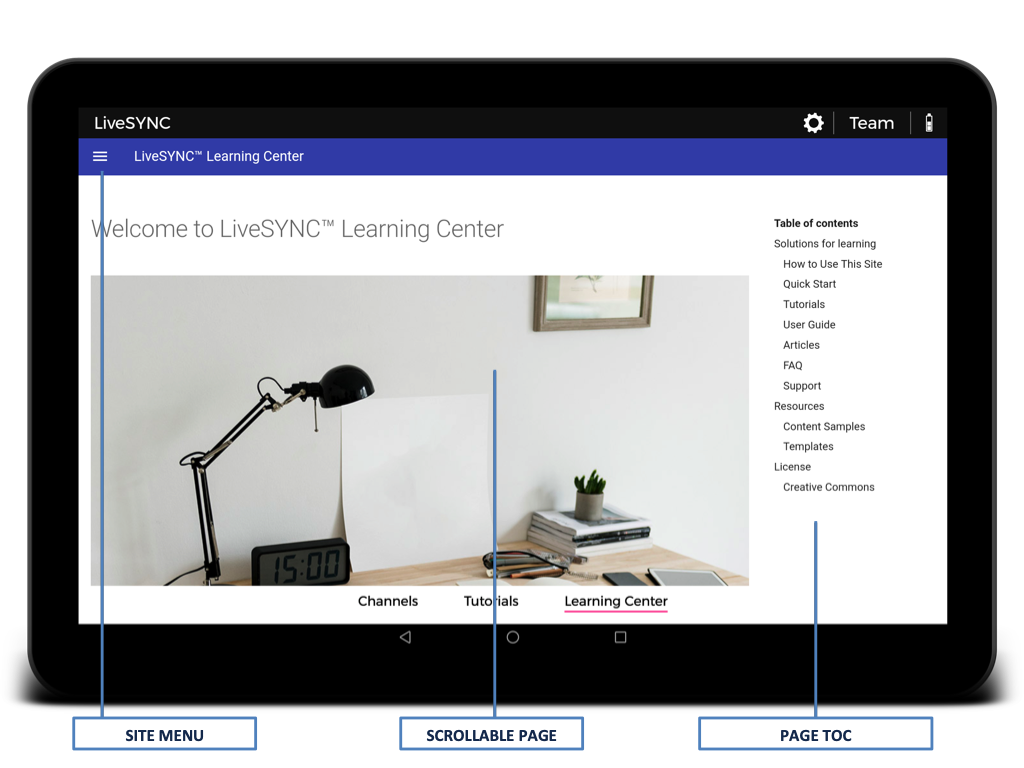 LiveSYNC
Team
LiveSYNC™ Learning Center
Welcome to LiveSYNC™ Learning Center
Table of contents
Solutions for learning
How to Use This Site
Quick Start
Tutorials
User Guide
Articles
FAQ
Support
Resources
Content Samples
Templates
License
Creative Commons
15:00
Channels
Tutorials
Learning Center
SITE MENU
SCROLLABLE PAGE
PAGE TOC